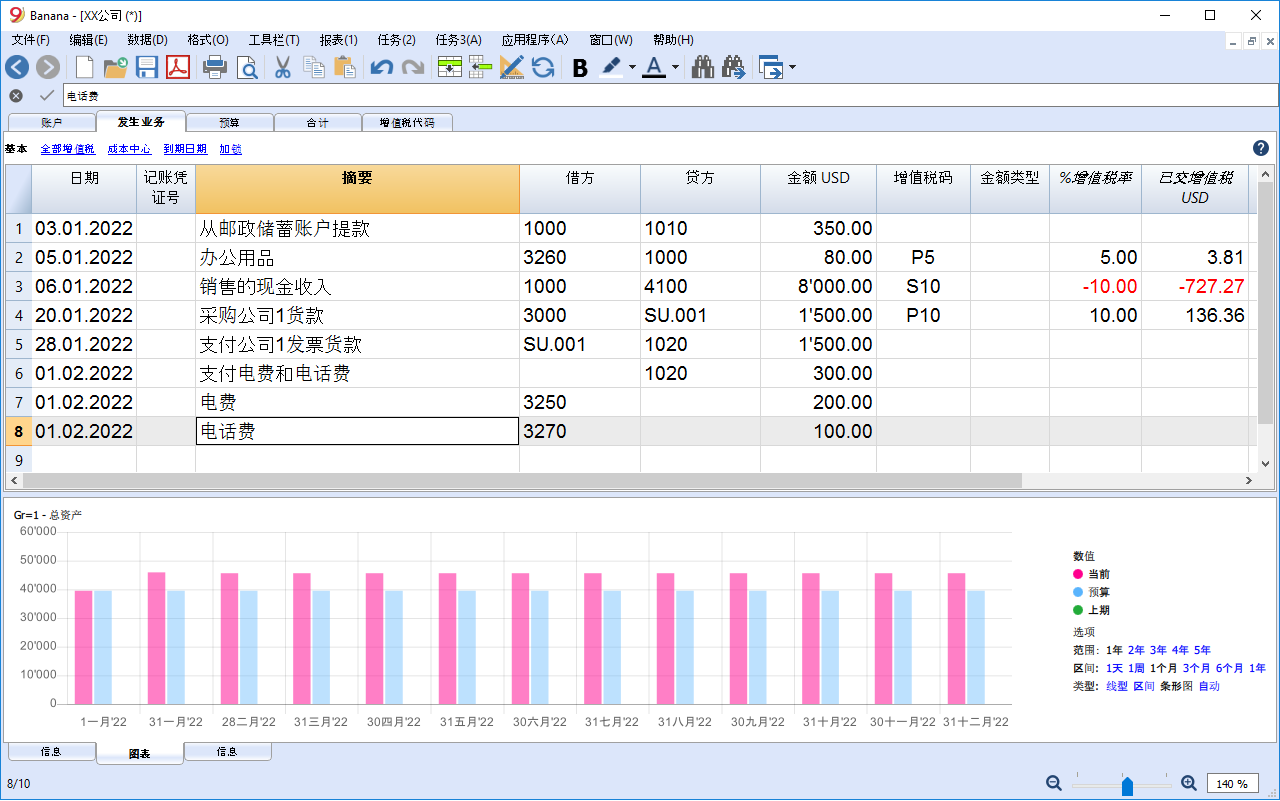 Banana - [XX公司 (*)]
文件(F) 编辑(E) 数据(D) 格式(O) 工具栏(T) 报表(1) 任务(2) 任务3(A) 应用程序(A) 窗口(W) 帮助(H)
电话费
账户 发生业务 预算 合计 增值税代码
基本 全部增值税 成本中心 到期日期 加锁
日期 记账凭证号 摘要 借方 贷方 金额 USD 增值税码 金额类型 %增值税率 已交增值税 USD
1 03.01.2022 从邮政储蓄账户提款 1000 1010 350.00
2 05.01.2022 办公用品 3260 1000 80.00 P5 5.00 3.81
3 06.01.2022 销售的现金收入 1000 4100 8'000.00 S10 -10.00 -727.27
4 20.01.2022 采购公司1货款 3000 SU.001 1'500.00 P10 10.00 136.36
5 28.01.2022 支付公司1发票货款 SU.001 1020 1'500.00
6 01.02.2022 支付电费和电话费 1020 300.00
7 01.02.2022 电费 3250 200.00
8 01.02.2022 电话费 3270 100.00
9
Gr=1 - 总资产
60'000
50'000
40'000
30'000
20'000
10'000
0
1一月'22 31一月'22 28二月'22 31三月'22 30四月'22 31五月'22 30六月'22 31七月'22 31八月'22 30九月'22 31十月'22 30十一月'22 31十二月'22
数值
当前
预算
上期
选项
范围: 1年 2年 3年 4年 5年
区间: 1天 1周 1个月 3个月 6个月 1年
类型: 线型 区间 条形图 自动
信息 图表 信息
8/10
140 %